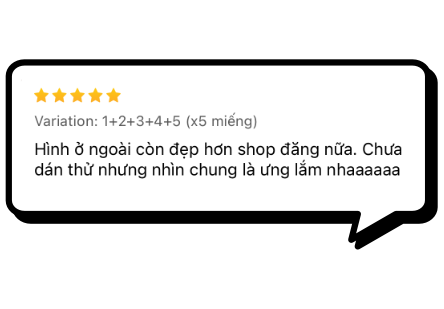 Variation: 1+2+3+4+5 (x5 miếng)
Hình ở ngoài còn đẹp hơn shop đăng nữa. Chưa
dán thử nhưng nhìn chung là ưng lắm nhaaaaaa